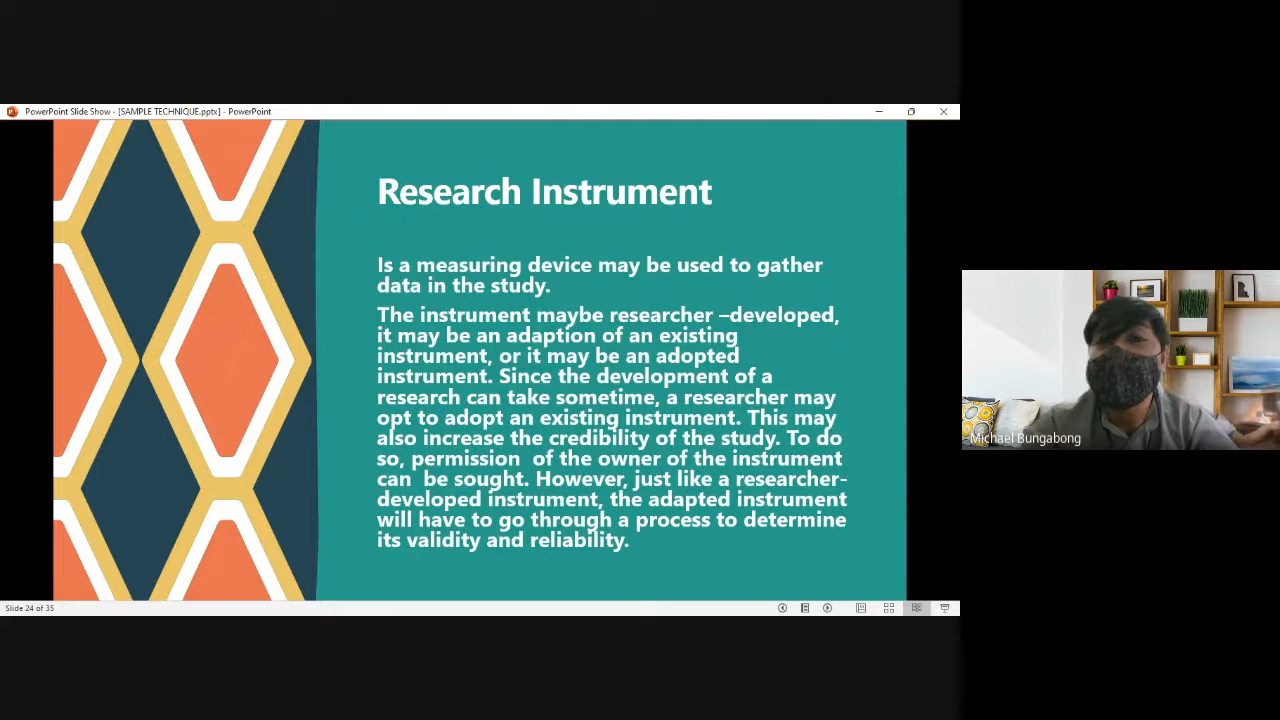 PowerPoint Slide Show - [SAMPLE TECHNIQUE.pptx] - PowerPoint
Research Instrument
Is a measuring device may be used to gather
data in the study.
The instrument maybe researcher –developed,
it may be an adaption of an existing
instrument, or it may be an adopted
instrument. Since the development of a
research can take sometime, a researcher may
opt to adopt an existing instrument. This may
also increase the credibility of the study. To do
so, permission  of the owner of the instrument
can  be sought. However, just like a researcher-
developed instrument, the adapted instrument
will have to go through a process to determine
its validity and reliability.
Michael Bungabong
Slide 24 of 35